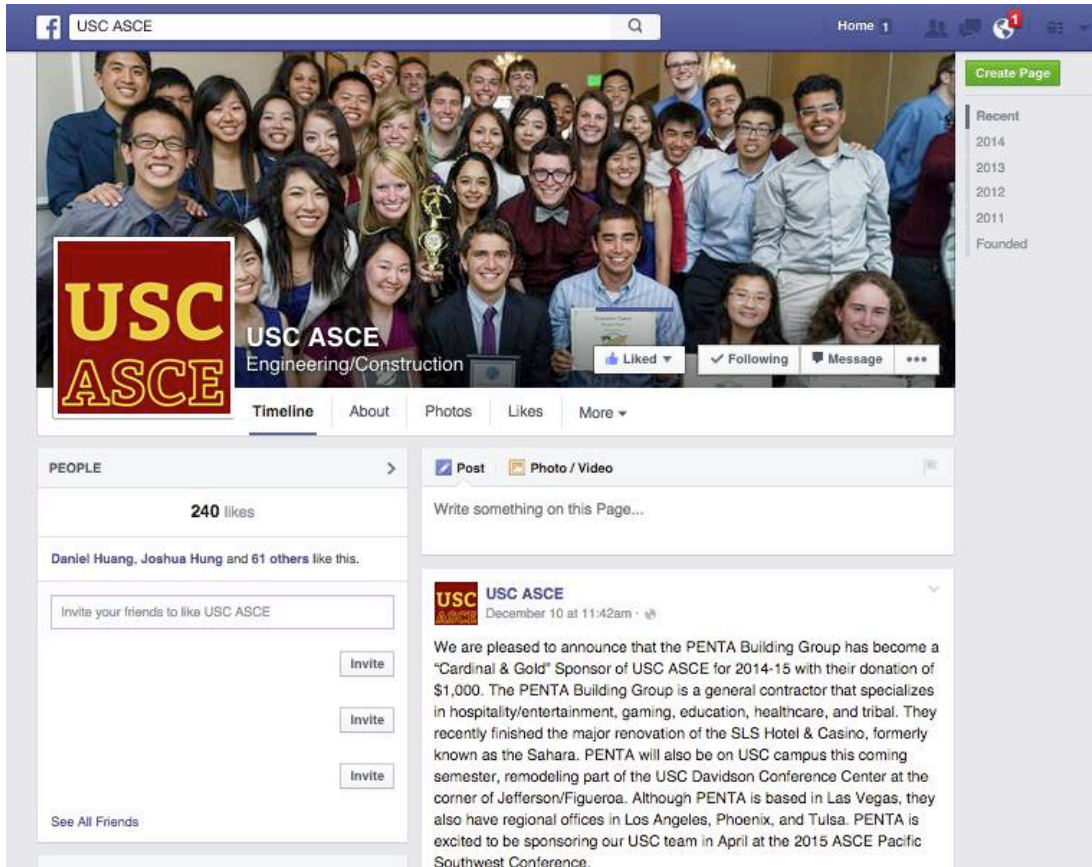 USC ASCE
Home 1
1
Create Page
Recent
2014
2013
2012
2011
Founded
USC
ASCE
USC ASCE
Engineering/Construction
Liked
Following
Message
Timeline
About
Photos
Likes
More
PEOPLE
240 likes
Daniel Huang, Joshua Hung and 61 others like this.
Invite your friends to like USC ASCE
Invite
Invite
Invite
See All Friends
Post
Photo / Video
Write something on this Page...
USC
ASCE
USC ASCE
December 10 at 11:42am ·
We are pleased to announce that the PENTA Building Group has become a
“Cardinal & Gold” Sponsor of USC ASCE for 2014-15 with their donation of
$1,000. The PENTA Building Group is a general contractor that specializes
in hospitality/entertainment, gaming, education, healthcare, and tribal. They
recently finished the major renovation of the SLS Hotel & Casino, formerly
known as the Sahara. PENTA will also be on USC campus this coming
semester, remodeling part of the USC Davidson Conference Center at the
corner of Jefferson/Figueroa. Although PENTA is based in Las Vegas, they
also have regional offices in Los Angeles, Phoenix, and Tulsa. PENTA is
excited to be sponsoring our USC team in April at the 2015 ASCE Pacific
Southwest Conference.